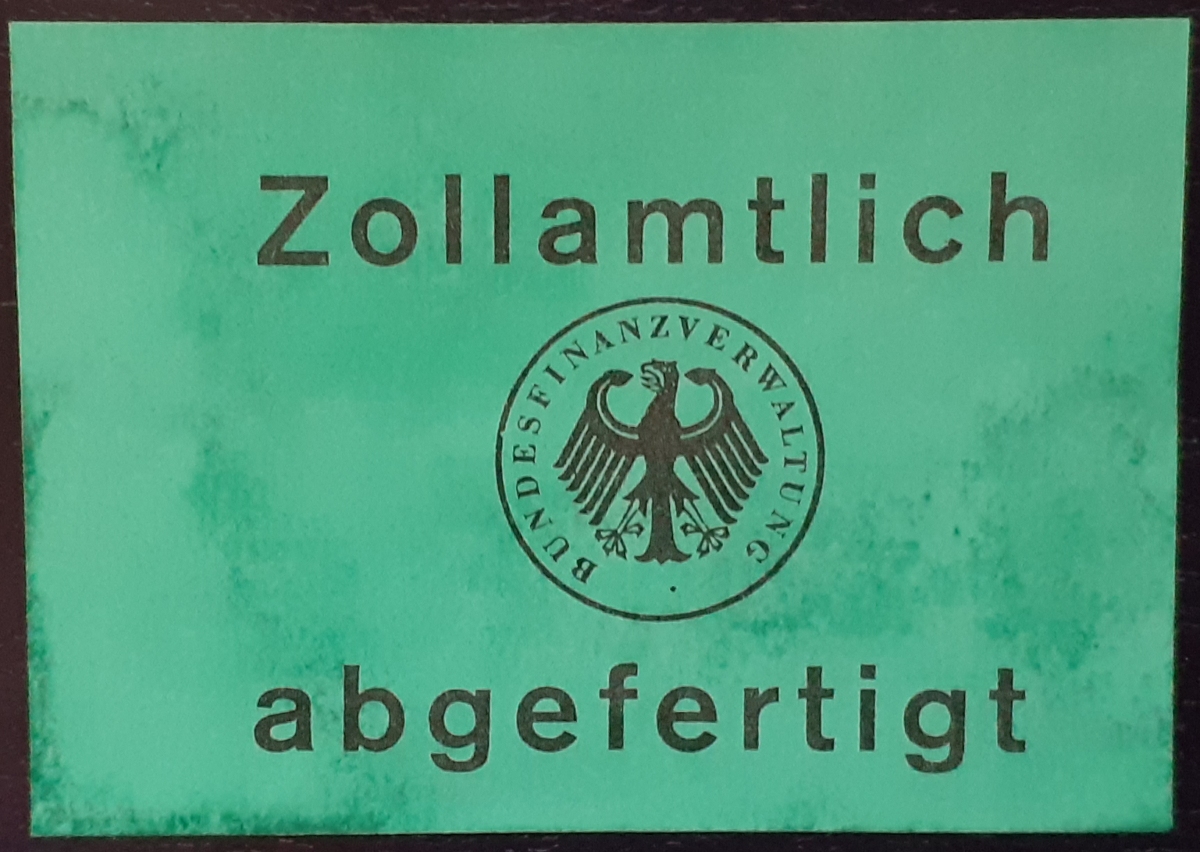 Zollamtlich
BUNDESFINANZVERWALTUNG
abgefertigt